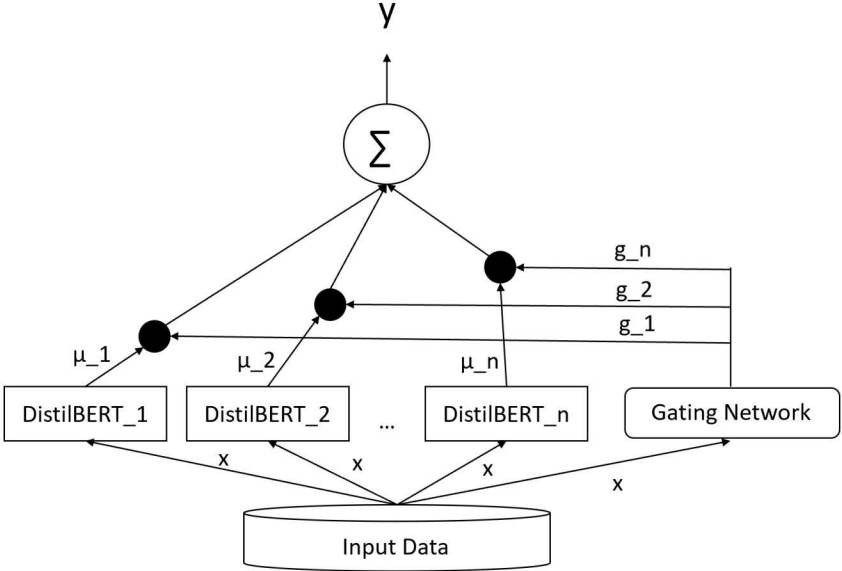 y
∑
g_n
g_2
g_1
μ_1
μ_2
μ_n
DistilBERT_1
DistilBERT_2
...
DistilBERT_n
Gating Network
x
x
x
x
Input Data